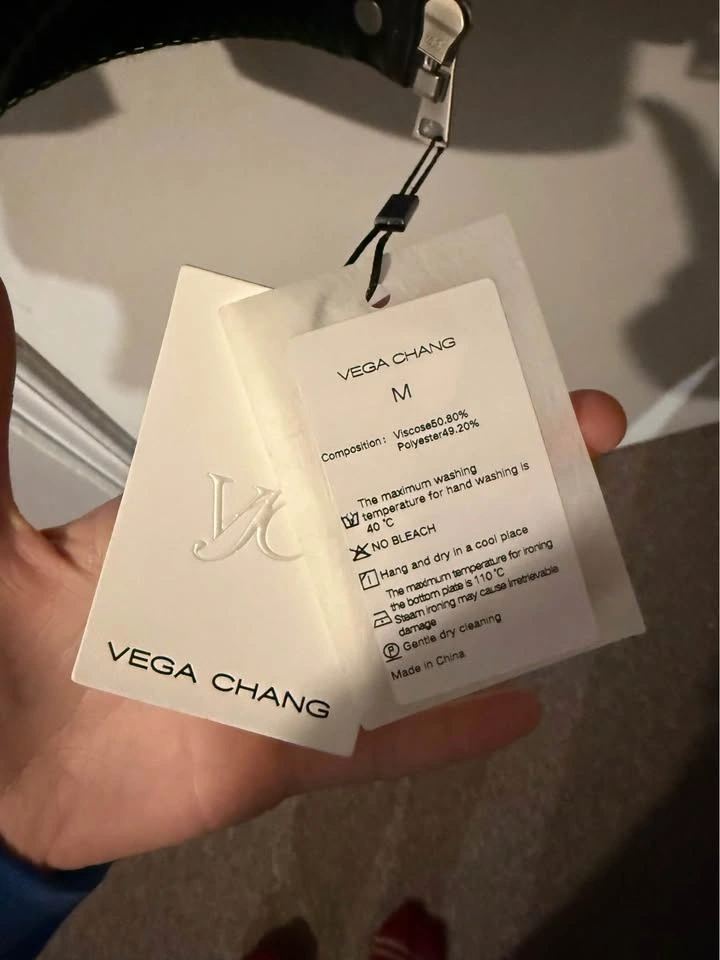 VEGA CHANG
M
Composition: Viscose50.80%
Polyester49.20%
The maximum washing
temperature for hand washing is
40 °C
NO BLEACH
Hang and dry in a cool place
The maximum temperature for ironing
the bottom plate is 110 °C
Steam ironing may cause irretrievable
damage
P Gentle dry cleaning
Made in China
VC
VEGA CHANG